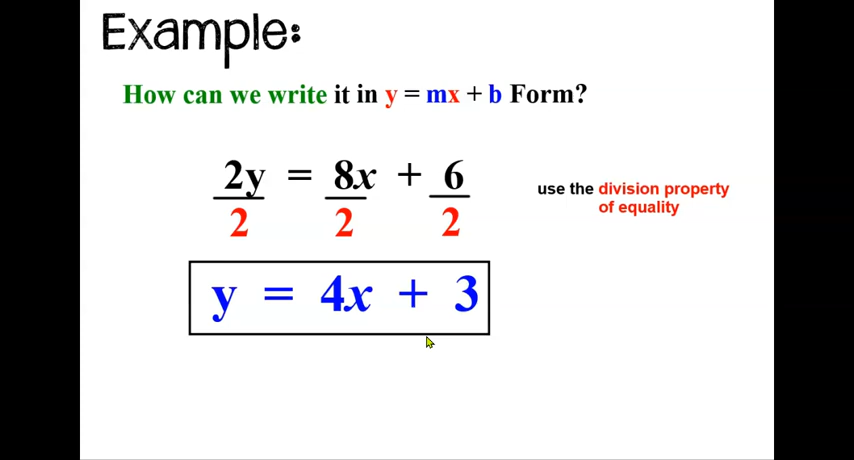 Example:
How can we write it in y = mx + b Form?
2y = 8x + 6
use the division property
of equality
2 2 2
y = 4x + 3